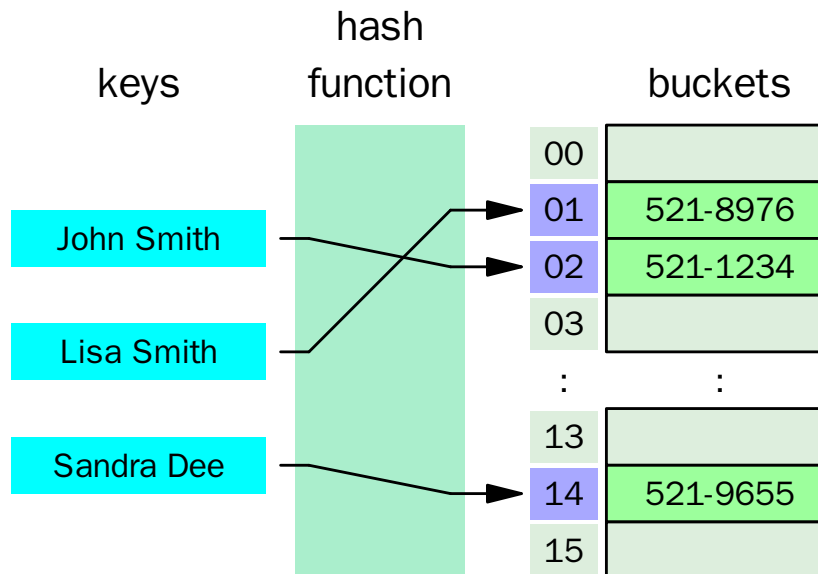 hash
keys function buckets
00
01 521-8976
John Smith
02 521-1234
03
Lisa Smith
: :
13
Sandra Dee
14 521-9655
15